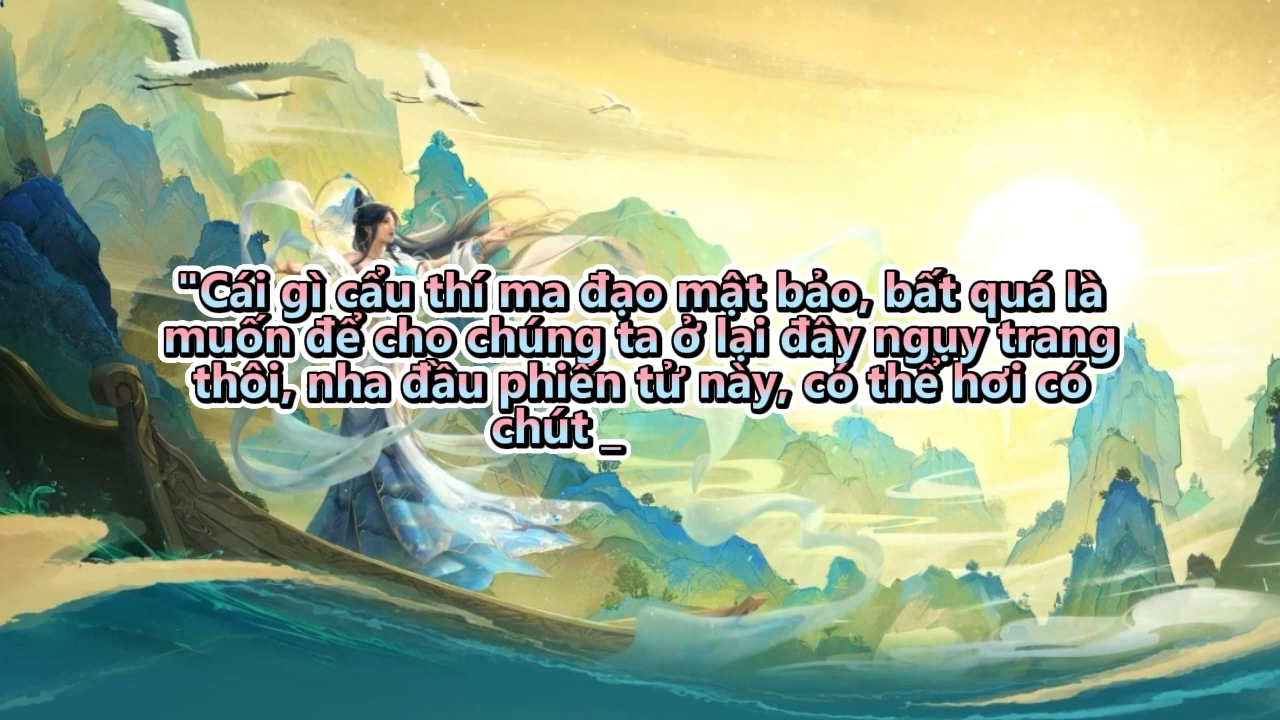 "Cái gì cẩu thí ma đạo mật bảo, bất quá là
muốn để cho chúng ta ở lại đây ngụy trang
thôi, nha đầu phiến tử này, có thể hơi có
chút _